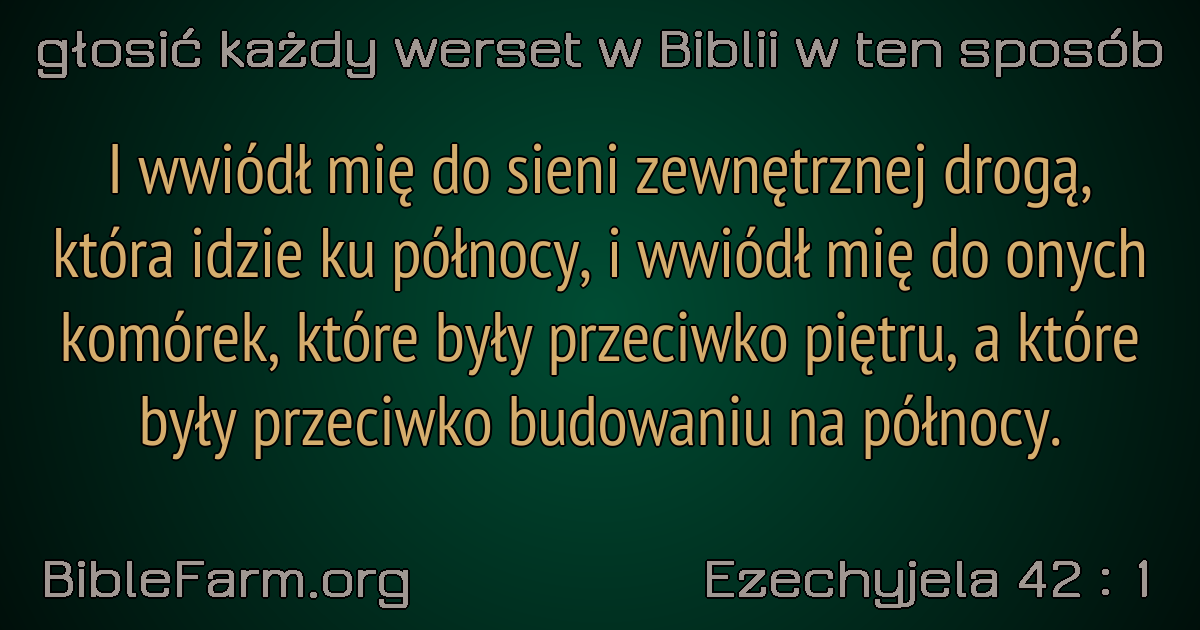 głosić każdy werset w Biblii w ten sposób
I wwiódł mię do sieni zewnętrznej drogą,
która idzie ku północy, i wwiódł mię do onych
komórek, które były przeciwko piętru, a które
były przeciwko budowaniu na północy.
BibleFarm.org
Ezechyjela 42 : 1